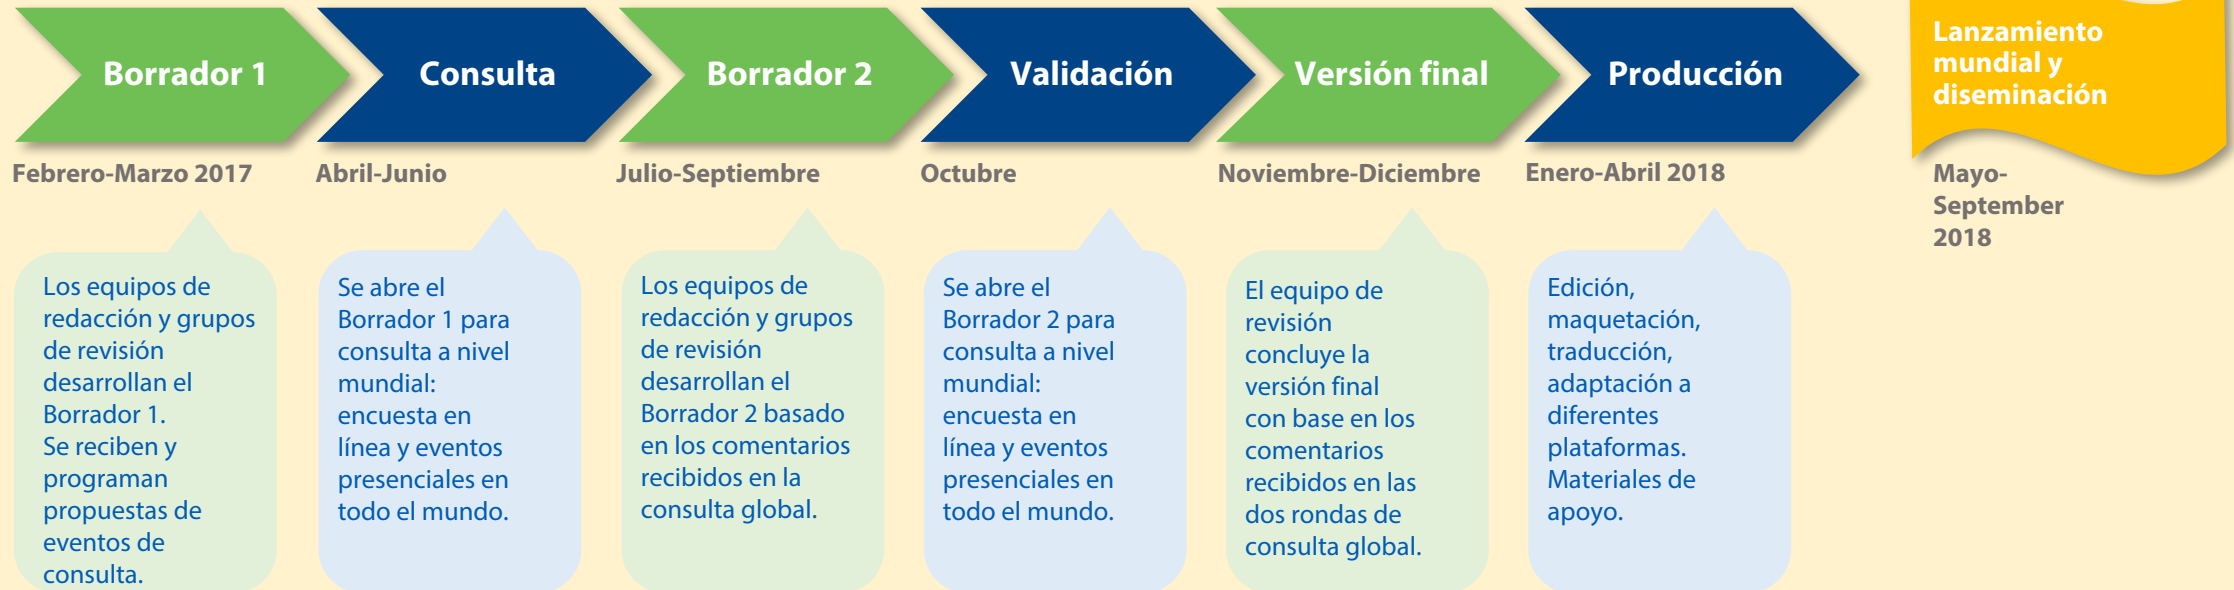 Borrador 1
Febrero-Marzo 2017
Los equipos de
redacción y grupos
de revisión
desarrollan el
Borrador 1.
Se reciben y
programan
propuestas de
eventos de
consulta.
Consulta
Abril-Junio
Se abre el
Borrador 1 para
consulta a nivel
mundial:
encuesta en
línea y eventos
presenciales en
todo el mundo.
Borrador 2
Julio-Septiembre
Los equipos de
redacción y grupos
de revisión
desarrollan el
Borrador 2 basado
en los comentarios
recibidos en la
consulta global.
Validación
Octubre
Se abre el
Borrador 2 para
consulta a nivel
mundial:
encuesta en
línea y eventos
presenciales en
todo el mundo.
Versión final
Noviembre-Diciembre
El equipo de
revisión
concluye la
versión final
con base en los
comentarios
recibidos en las
dos rondas de
consulta global.
Producción
Enero-Abril 2018
Edición,
maquetación,
traducción,
adaptación a
diferentes
plataformas.
Materiales de
apoyo.
Lanzamiento
mundial y
diseminación
Mayo-
September
2018